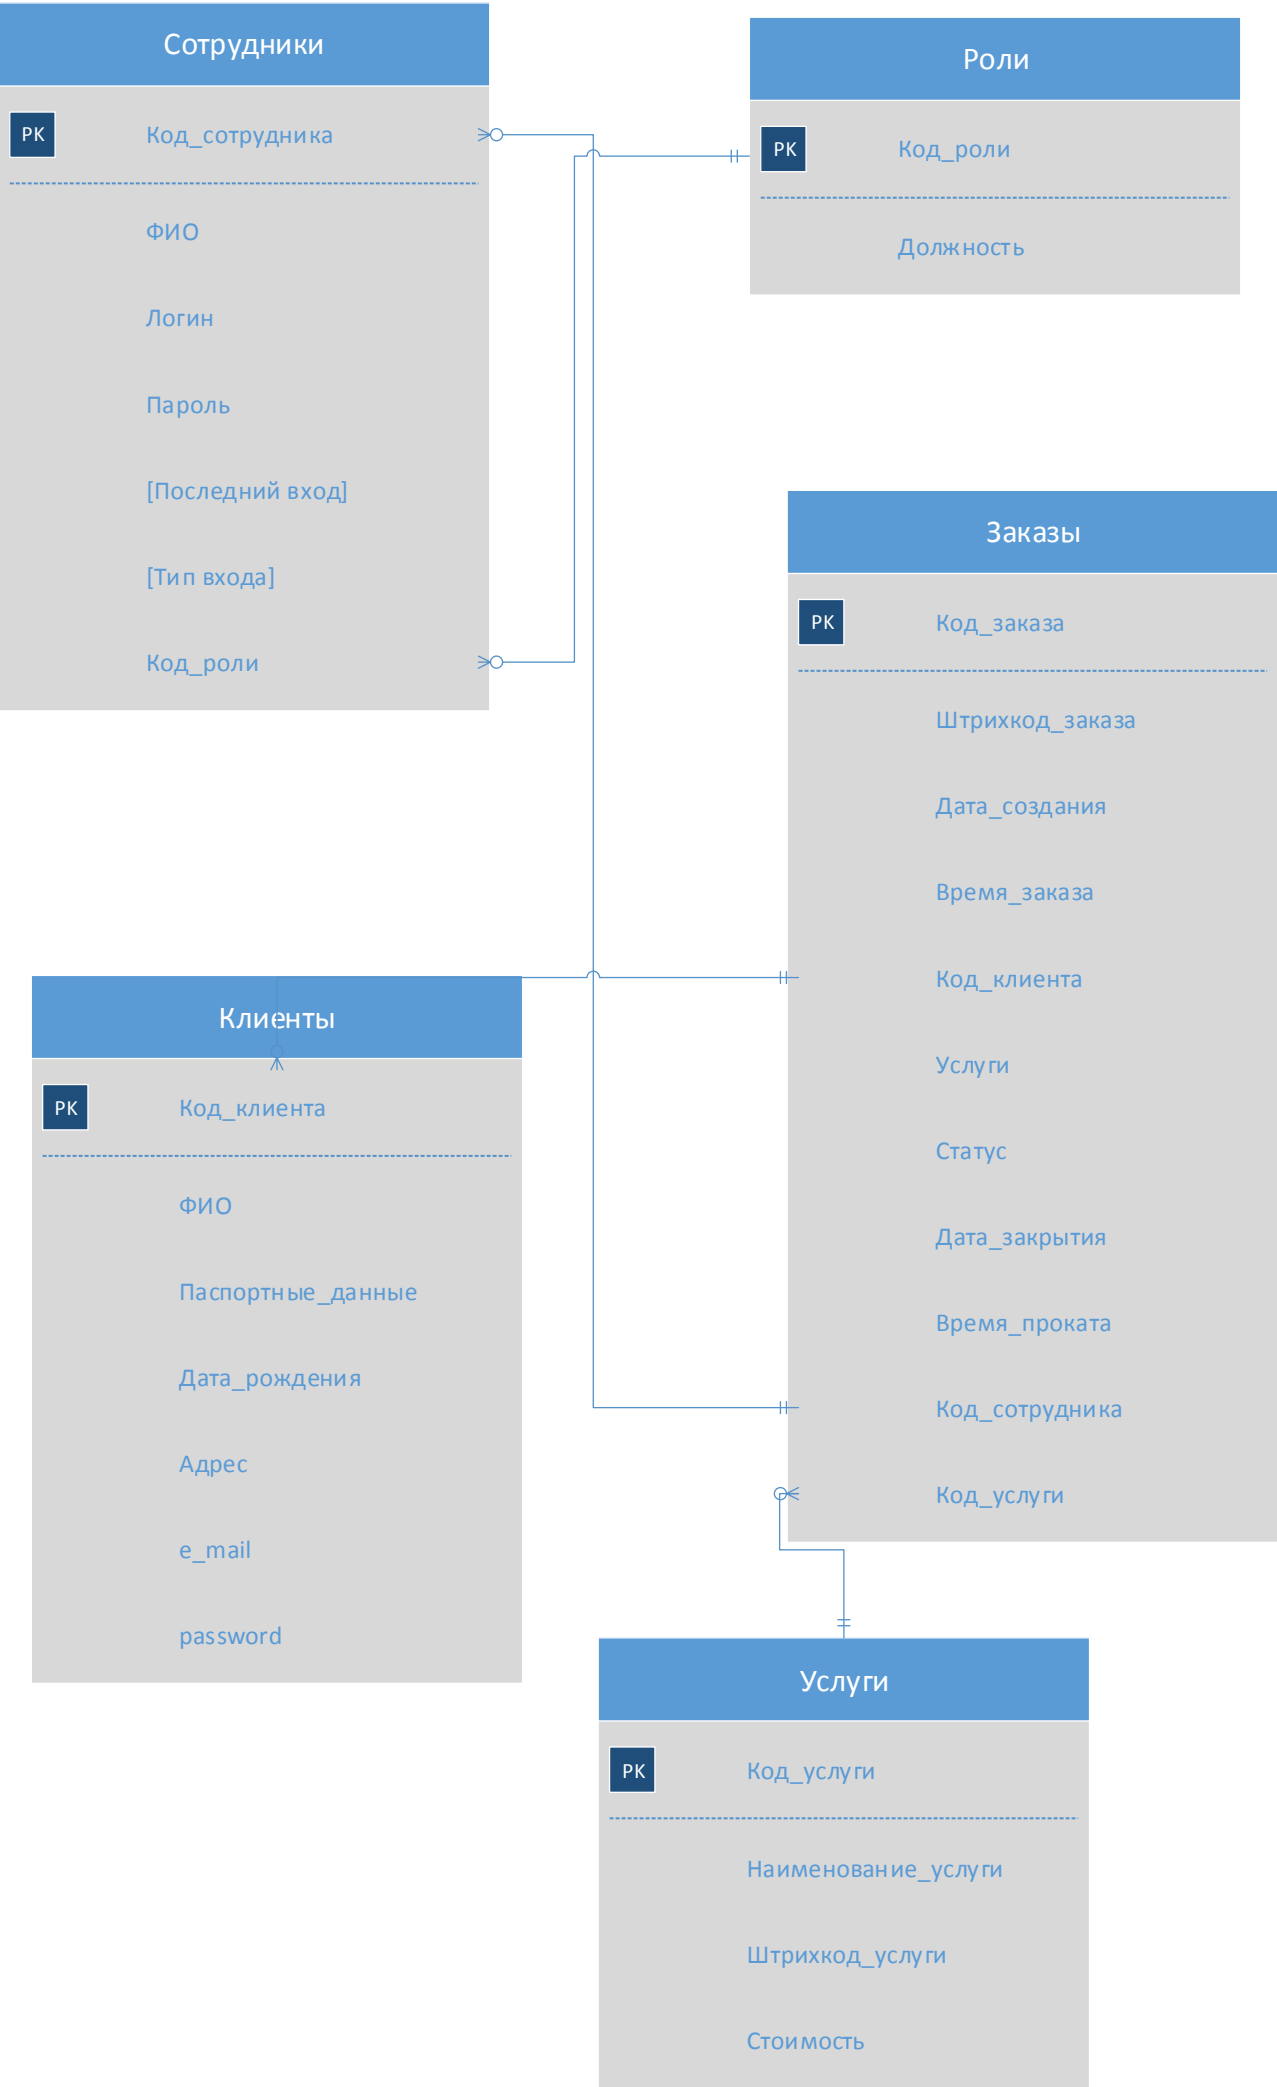 Сотрудники
PK
Код_сотрудника
ФИО
Логин
Пароль
[Последний вход]
[Тип входа]
Код_роли
Роли
PK
Код_роли
Должность
Заказы
PK
Код_заказа
Штрихкод_заказа
Дата_создания
Время_заказа
Код_клиента
Услуги
Статус
Дата_закрытия
Время_проката
Код_сотрудника
Код_услуги
Клиенты
PK
Код_клиента
ФИО
Паспортные_данные
Дата_рождения
Адрес
e_mail
password
Услуги
PK
Код_услуги
Наименование_услуги
Штрихкод_услуги
Стоимость